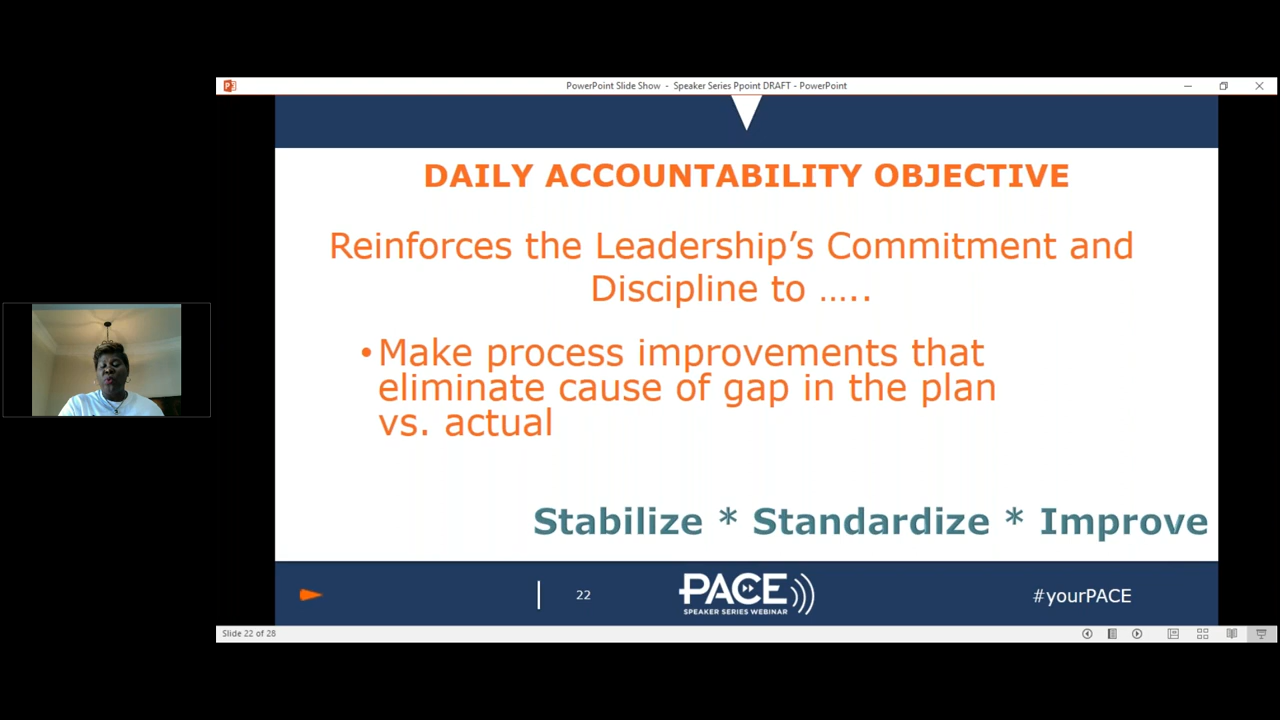 PowerPoint Slide Show - Speaker Series Ppoint DRAFT - PowerPoint
DAILY ACCOUNTABILITY OBJECTIVE
Reinforces the Leadership’s Commitment and
Discipline to …..
•Make process improvements that
eliminate cause of gap in the plan
vs. actual
Stabilize * Standardize * Improve
22
PACE
SPEAKER SERIES WEBINAR
#yourPACE
Slide 22 of 28